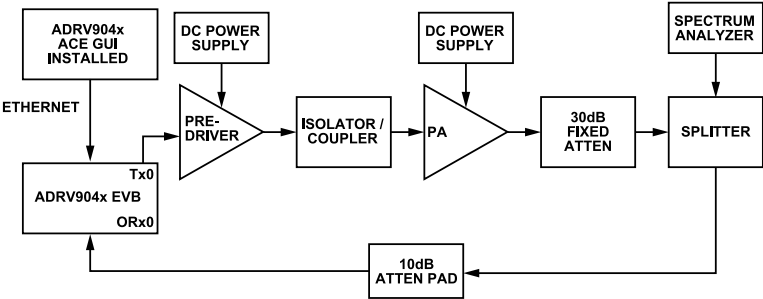 ADRV904x
ACE GUI
INSTALLED
DC POWER
SUPPLY
DC POWER
SUPPLY
SPECTRUM
ANALYZER
ETHERNET
PRE-
DRIVER
ISOLATOR /
COUPLER
PA
30dB
FIXED
ATTEN
SPLITTER
Tx0
ADRV904x EVB
ORx0
10dB
ATTEN PAD